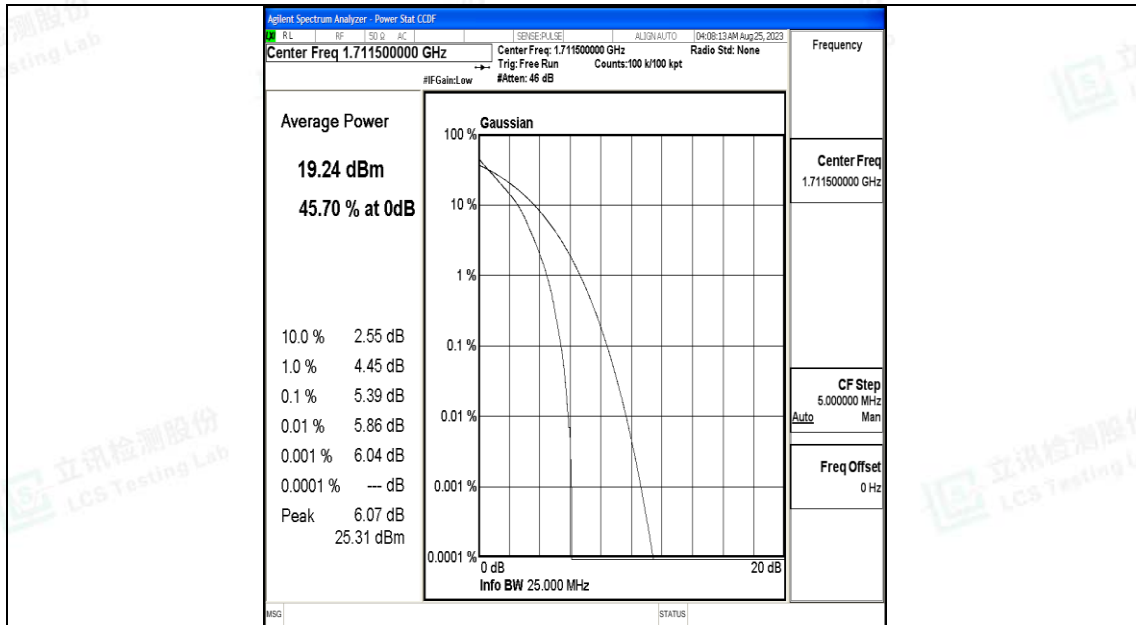 Agilent Spectrum Analyzer - Power Stat CCDF
LXI RL RF 50 Ω AC SENSE:PULSE ALIGN AUTO 04:08:13 AM Aug 25, 2023
Center Freq 1.711500000 GHz
Center Freq: 1.711500000 GHz Radio Std: None
Trig: Free Run Counts:100 k/100 kpt
#IFGain:Low #Atten: 46 dB
Frequency
Average Power
19.24 dBm
45.70 % at 0dB
10.0 % 2.55 dB
1.0 % 4.45 dB
0.1 % 5.39 dB
0.01 % 5.86 dB
0.001 % 6.04 dB
0.0001 % --- dB
Peak 6.07 dB
25.31 dBm
Gaussian
100 %
10 %
1 %
0.1 %
0.01 %
0.001 %
0.0001 %
0 dB 20 dB
Info BW 25.000 MHz
Center Freq
1.711500000 GHz
CF Step
5.000000 MHz
Auto Man
Freq Offset
0 Hz
MSG STATUS
立讯检测股份
LCS Testing Lab
立讯检测股份
LCS Testing L